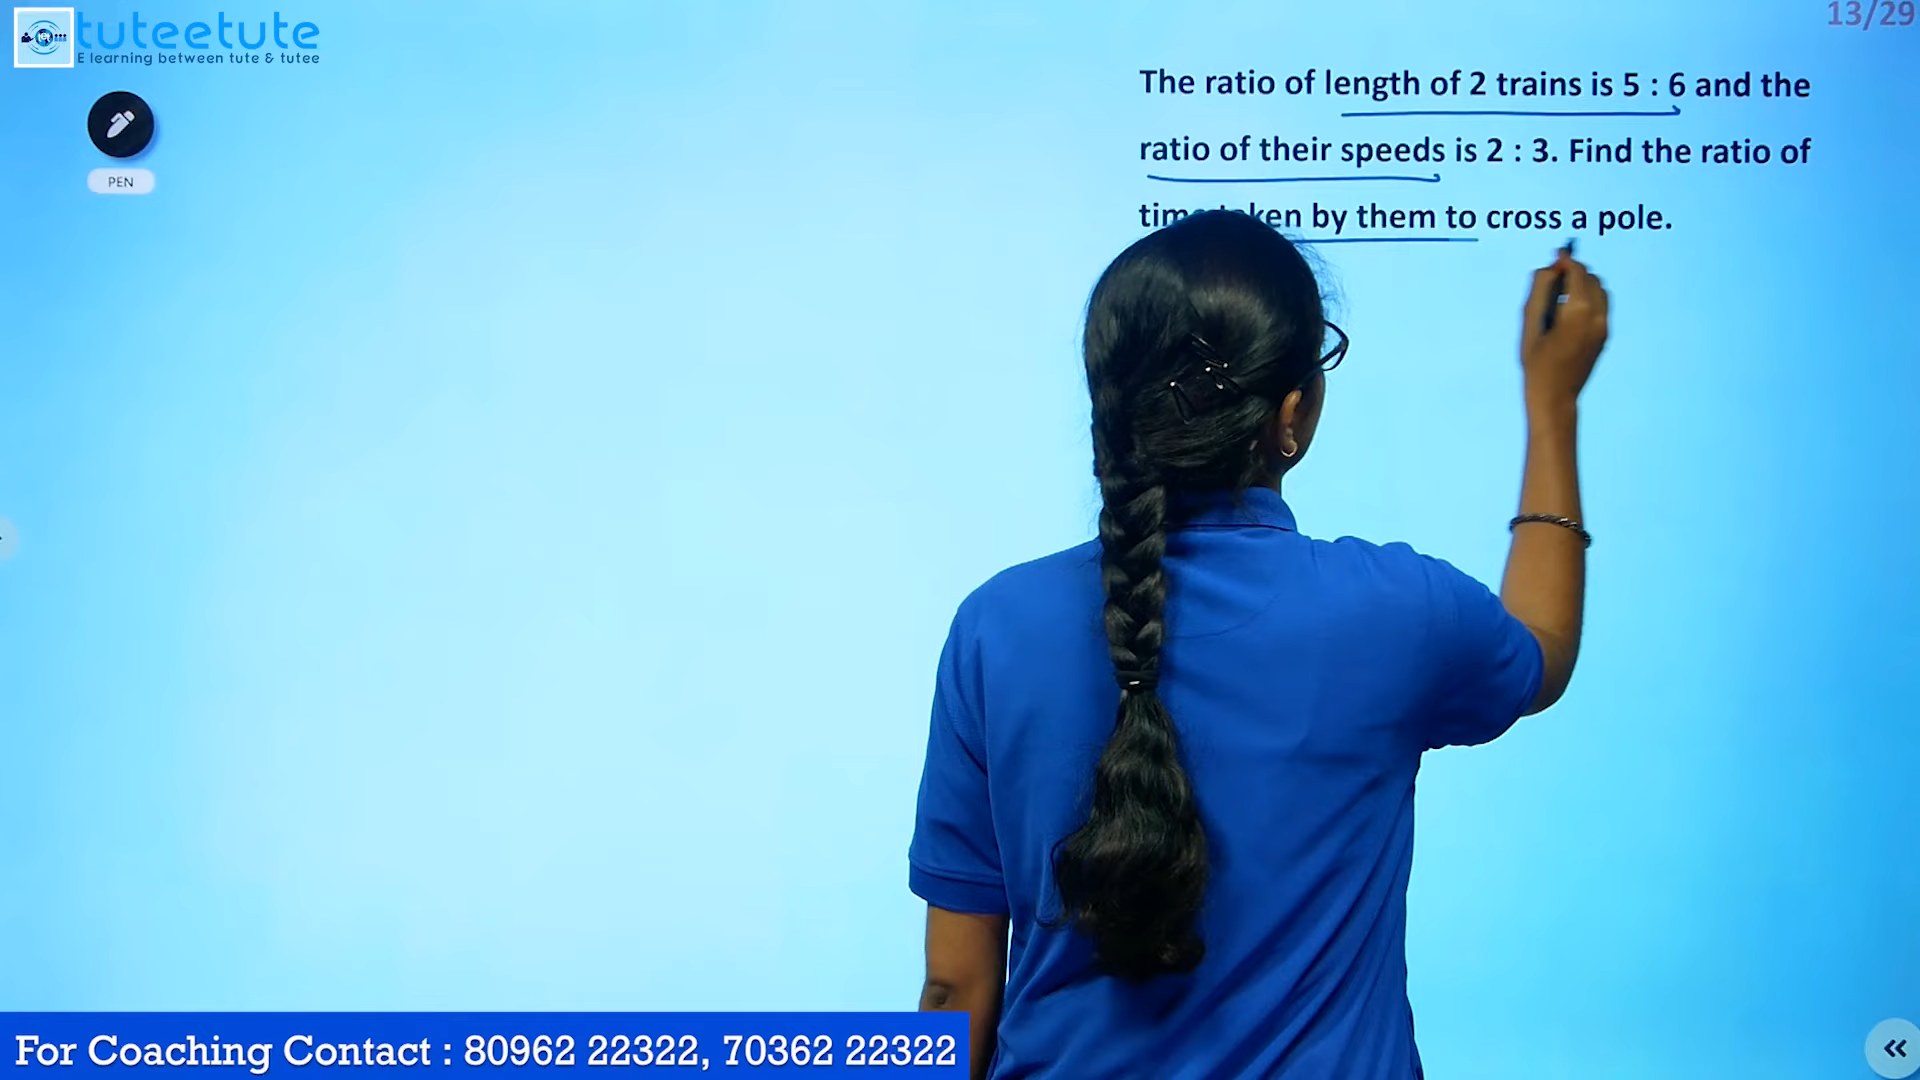 tuteetute
E learning between tute & tutee
13/29
PEN
The ratio of length of 2 trains is 5 : 6 and the
ratio of their speeds is 2 : 3. Find the ratio of
by them to cross a pole.
For Coaching Contact : 80962 22322, 70362 22322